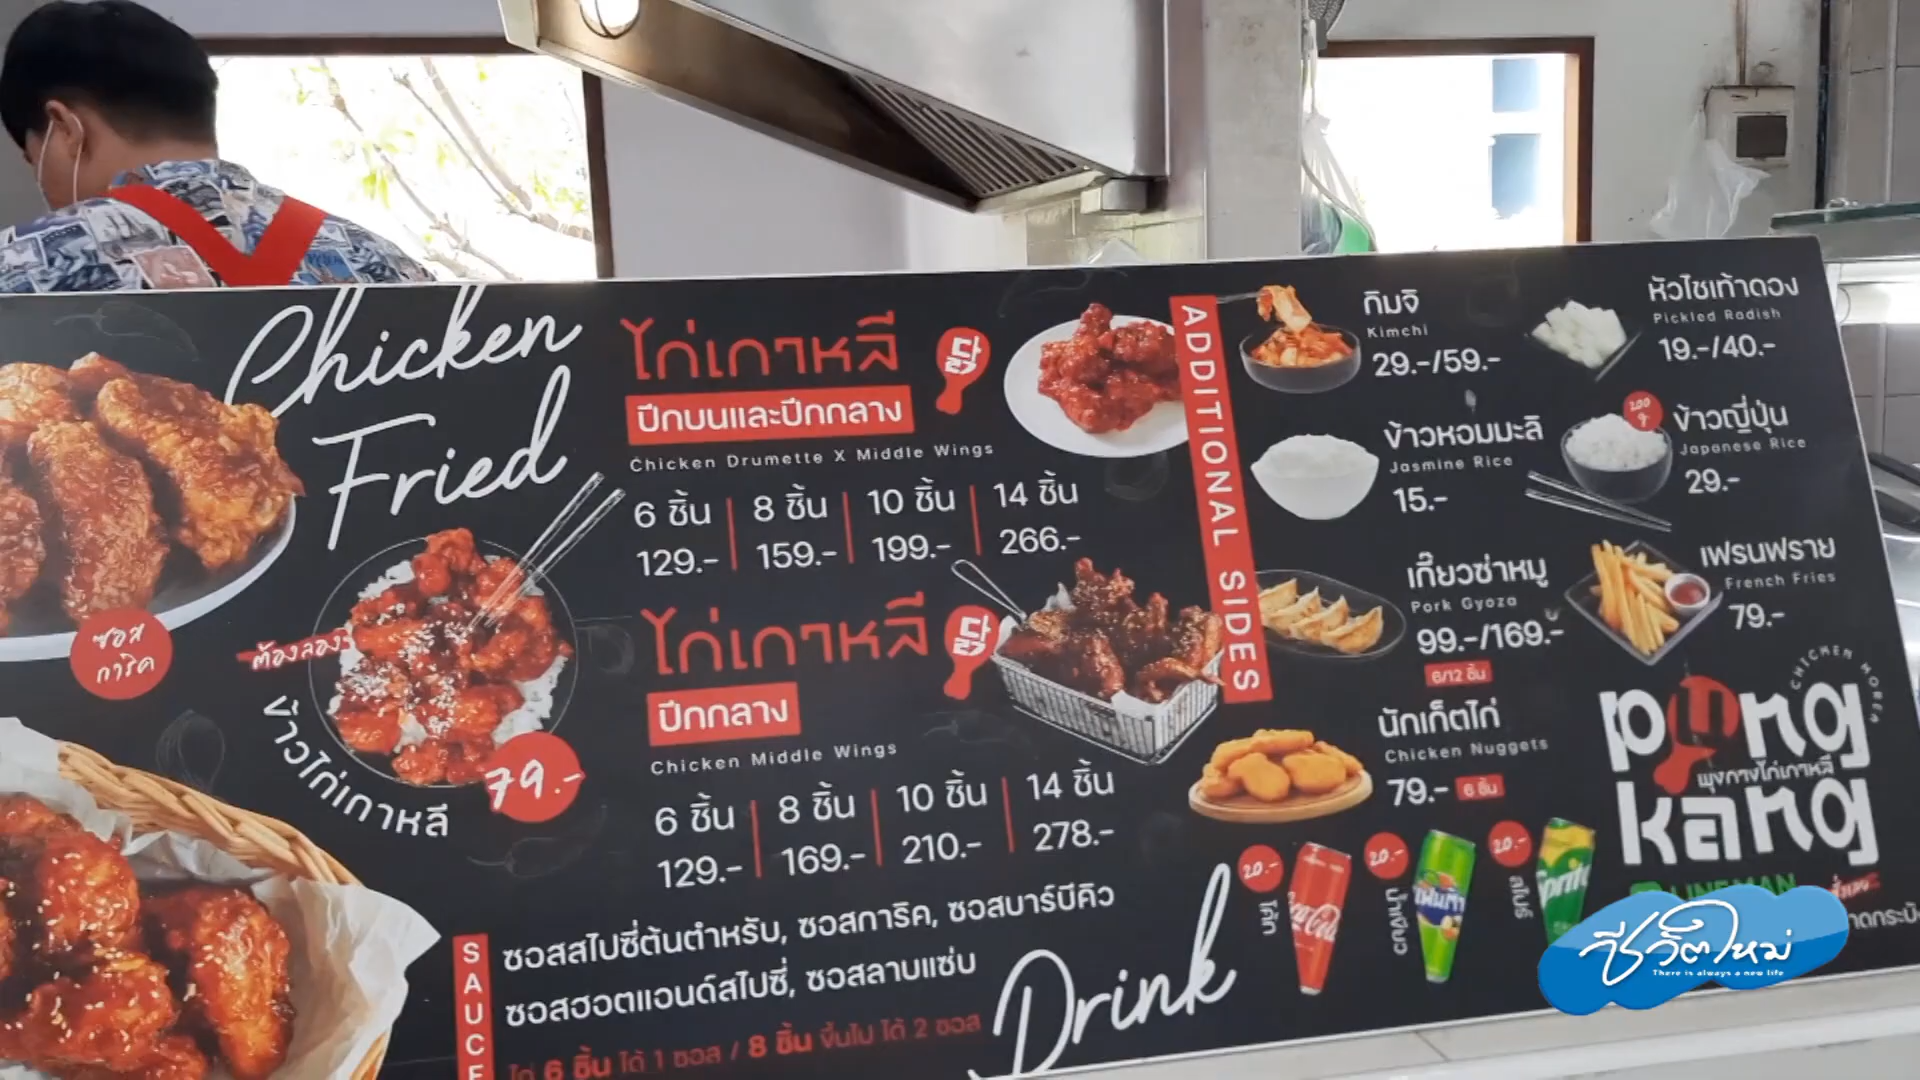 Chicken
Fried
ซอส
การิค
ต้องลอง
ข้าวไก่เกาหลี
79.-
ไก่เกาหลี
닭
ปีกบนและปีกกลาง
Chicken Drumette X Middle Wings
6 ชิ้น 8 ชิ้น 10 ชิ้น 14 ชิ้น
129.- 159.- 199.- 266.-
ไก่เกาหลี
닭
ปีกกลาง
Chicken Middle Wings
6 ชิ้น 8 ชิ้น 10 ชิ้น 14 ชิ้น
129.- 169.- 210.- 278.-
SAUCE
ซอสสไปซี่ต้นตำหรับ, ซอสการิค, ซอสบาร์บีคิว
ซอสฮอตแอนด์สไปซี่, ซอสลาบแซ่บ
ไก่ 6 ชิ้น ได้ 1 ซอส / 8 ชิ้น ขึ้นไป ได้ 2 ซอส
ADDITIONAL SIDES
กิมจิ
Kimchi
29.-/59.-
หัวไชเท้าดอง
Pickled Radish
19.-/40.-
ข้าวหอมมะลิ
Jasmine Rice
15.-
200
ข้าวญี่ปุ่น
Japanese Rice
29.-
เกี๊ยวซ่าหมู
Pork Gyoza
99.-/169.-
6/12 ชิ้น
เฟรนฟราย
French Fries
79.-
นักเก็ตไก่
Chicken Nuggets
79.- 6 ชิ้น
CHICKEN KOREA
pung
พุงกางไก่เกาหลี
kang
Drink
20.-
โค้ก
Coca-Cola
20.-
น้ำเขียว
แฟนต้า
20.-
สไปร์
Sprite
LINEMAN
ชีวิตใหม่
There is always a new life